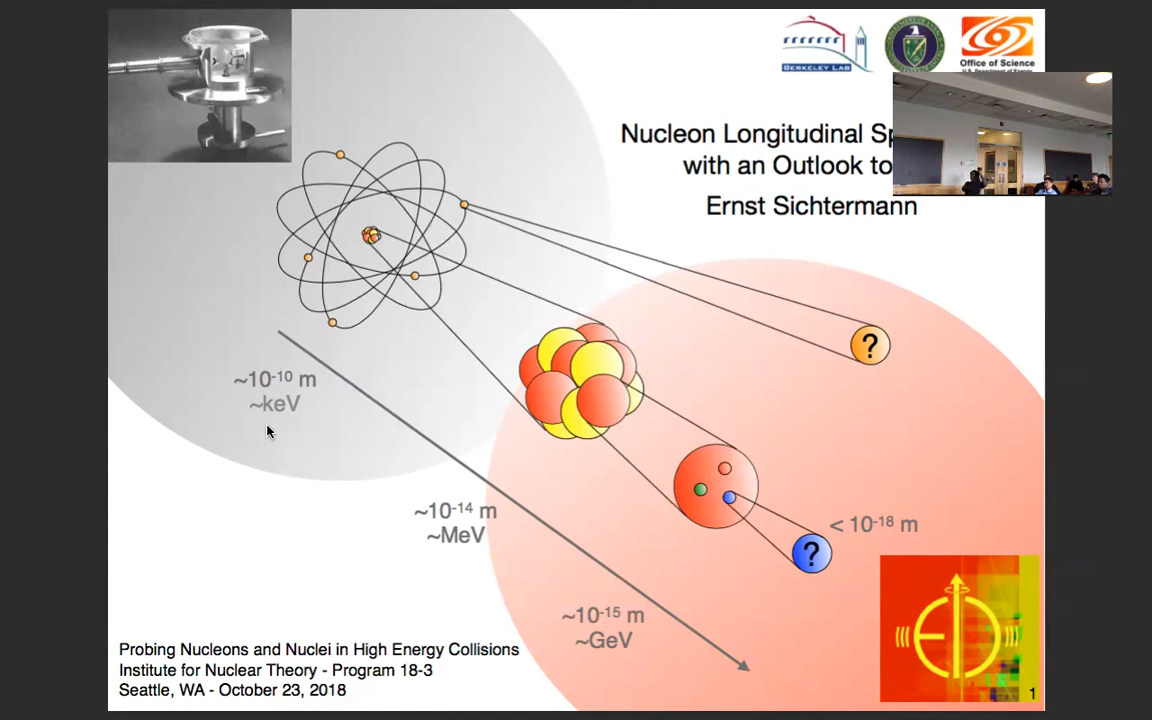 BERKELEY LAB
Office of Science
Nucleon Longitudinal
with an Outlook to
Ernst Sichtermann
?
~10-10 m
~keV
~10-14 m
~MeV
< 10-18 m
?
~10-15 m
~GeV
Probing Nucleons and Nuclei in High Energy Collisions
Institute for Nuclear Theory - Program 18-3
Seattle, WA - October 23, 2018
1